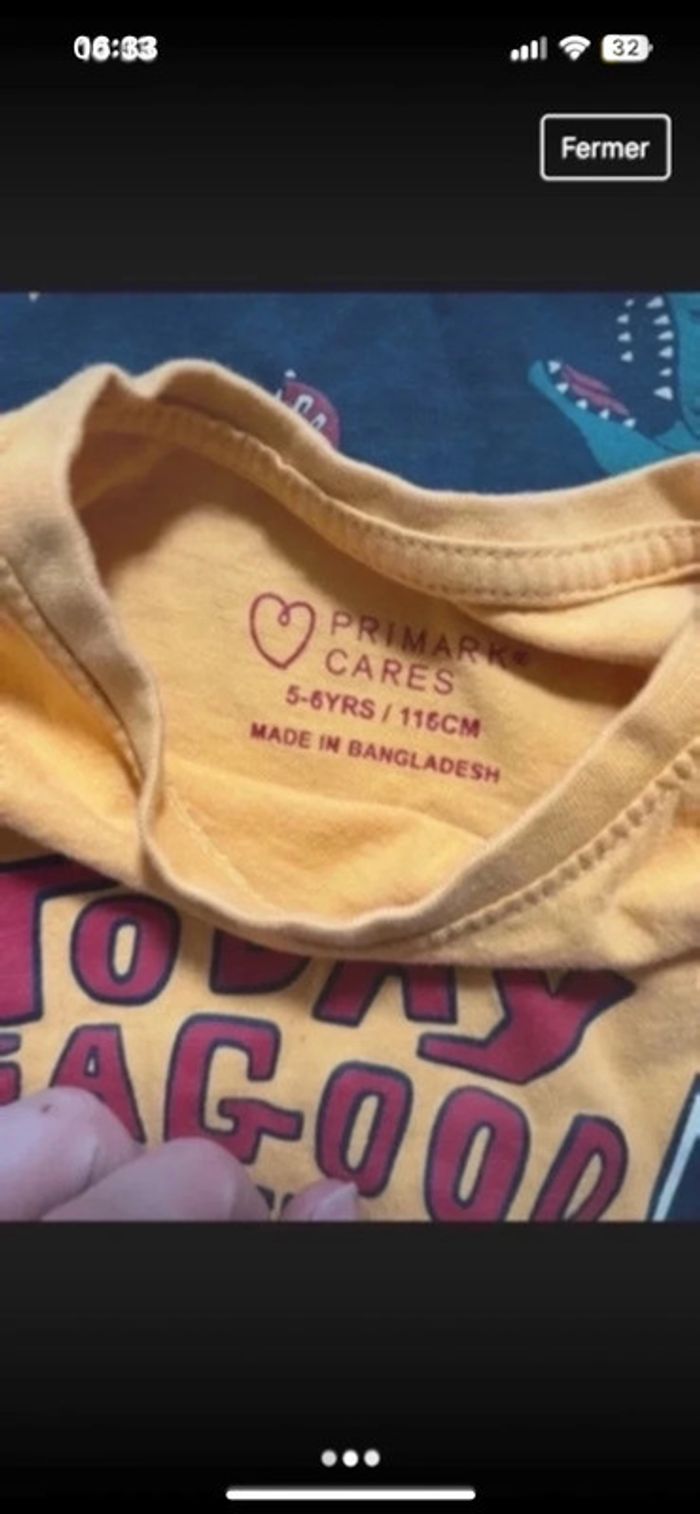 06:33
32
Fermer
PRIMARK®
CARES
5-6YRS / 116CM
MADE IN BANGLADESH
TODAY
A GOOD